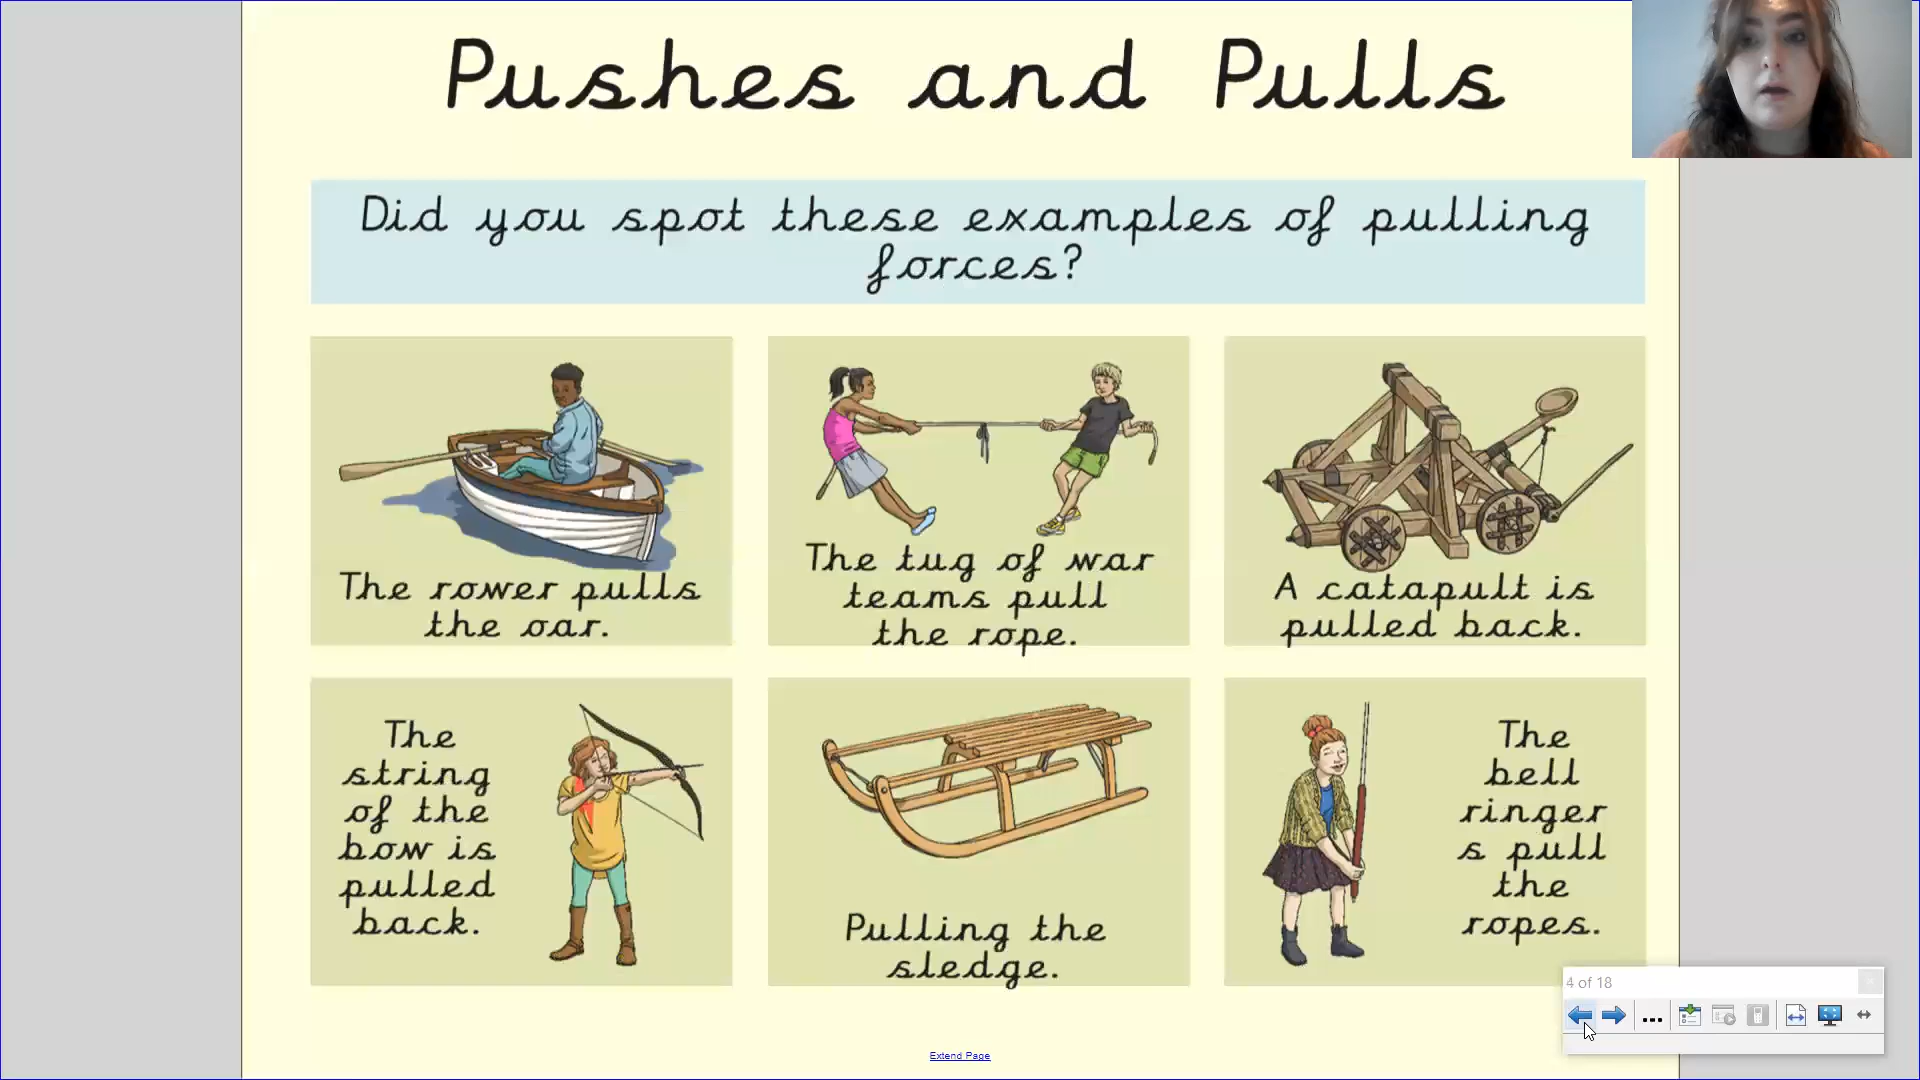 Pushes and Pulls
Did you spot these examples of pulling
forces?
The rower pulls
the oar.
The tug of war
teams pull
the rope.
A catapult is
pulled back.
The
string
of the
bow is
pulled
back.
Pulling the
sledge.
The
bell
ringer
s pull
the
ropes.
4 of 18
...
Extend Page